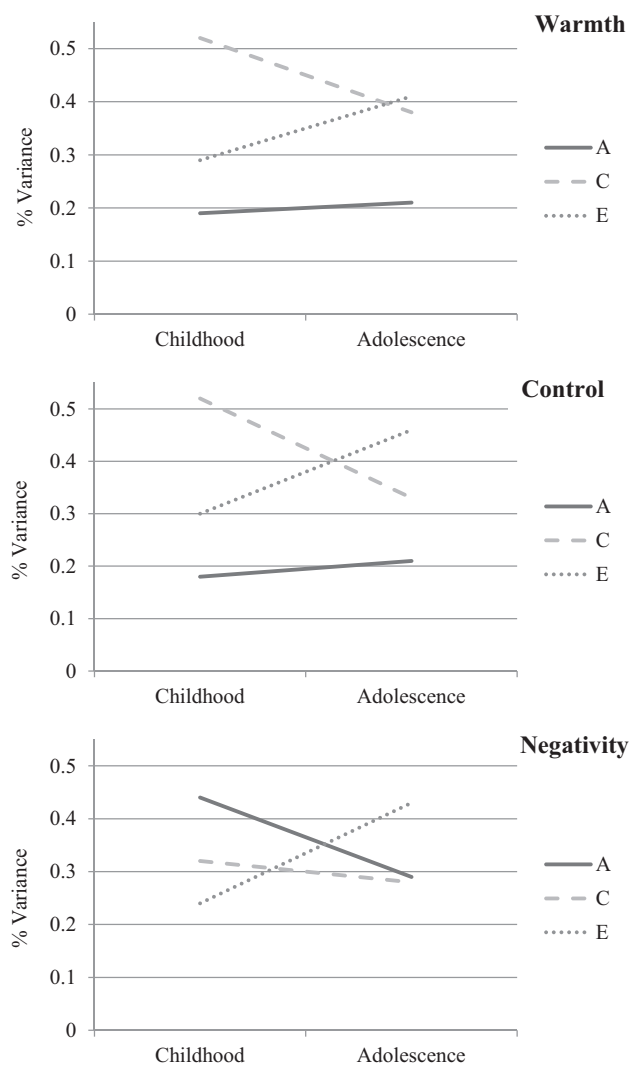 Warmth
0.5
0.4
0.3
0.2
0.1
0
% Variance
Childhood
Adolescence
A
C
E
Control
0.5
0.4
0.3
0.2
0.1
0
% Variance
Childhood
Adolescence
A
C
E
Negativity
0.5
0.4
0.3
0.2
0.1
0
% Variance
Childhood
Adolescence
A
C
E